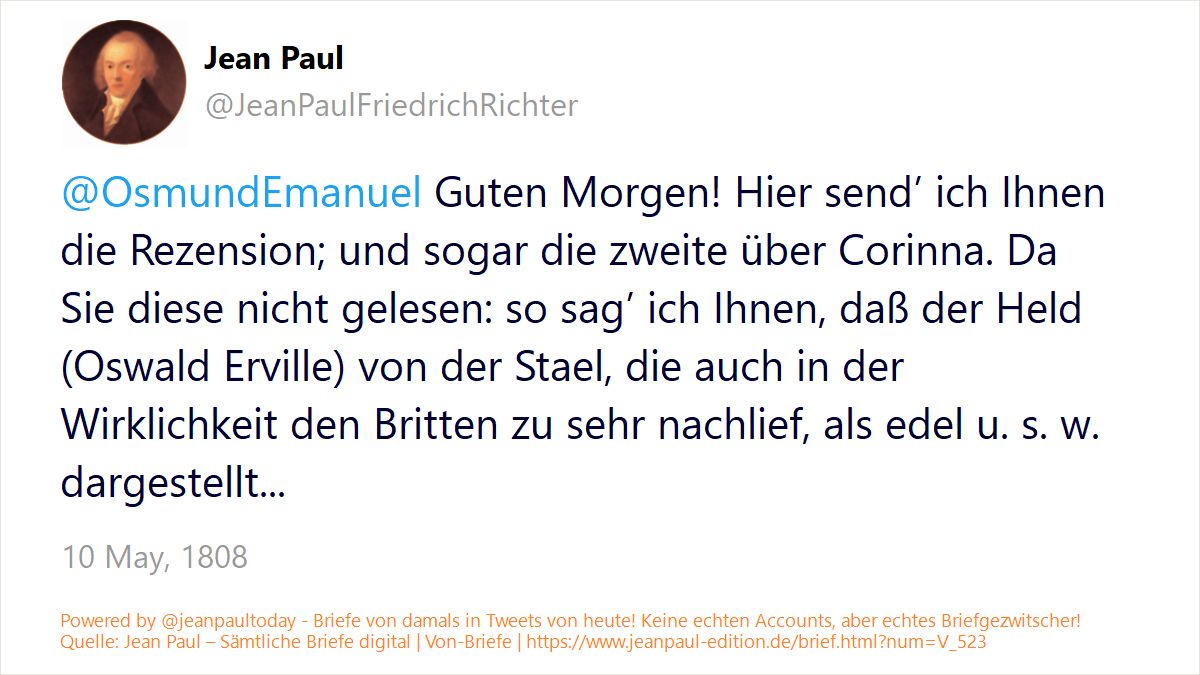 Jean Paul
@JeanPaulFriedrichRichter
@OsmundEmanuel Guten Morgen! Hier send’ ich Ihnen
die Rezension; und sogar die zweite über Corinna. Da
Sie diese nicht gelesen: so sag’ ich Ihnen, daß der Held
(Oswald Erville) von der Stael, die auch in der
Wirklichkeit den Britten zu sehr nachlief, als edel u. s. w.
dargestellt...
10 May, 1808
Powered by @jeanpaultoday - Briefe von damals in Tweets von heute! Keine echten Accounts, aber echtes Briefgezwitscher!
Quelle: Jean Paul – Sämtliche Briefe digital | Von-Briefe | https://www.jeanpaul-edition.de/brief.html?num=V_523